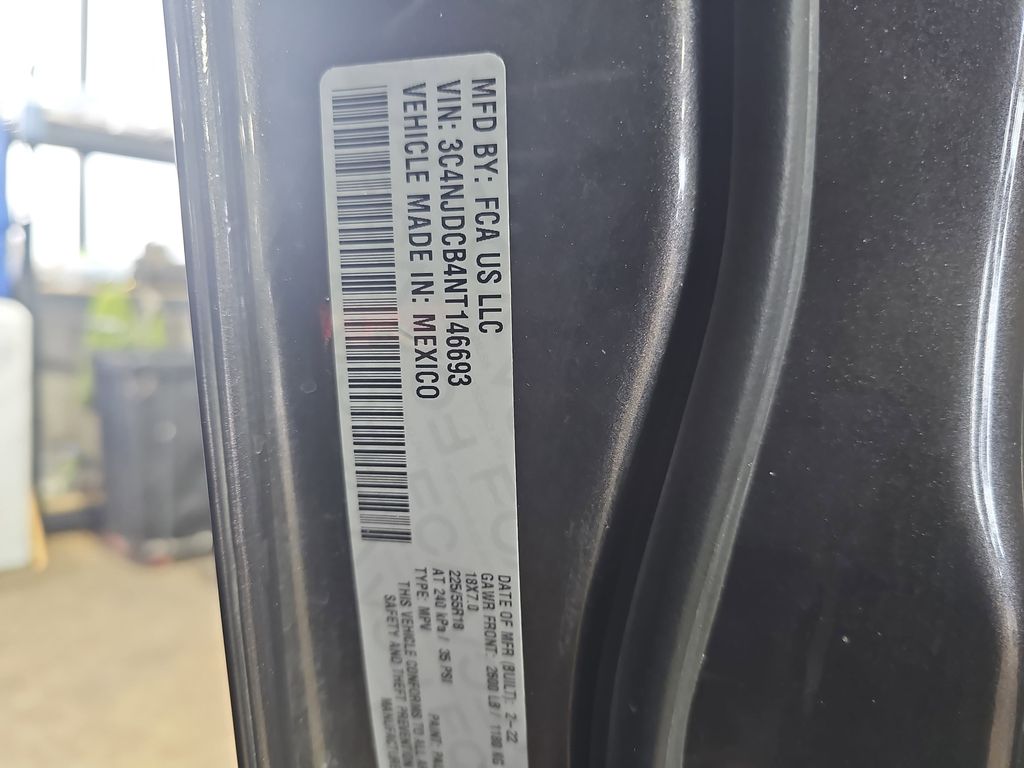 MFD BY: FCA US LLC
VIN: 3C4NJDCB4NT146693
VEHICLE MADE IN: MEXICO
DATE OF MFR (BUILT): 2-22
GAWR FRONT: 2600 LB / 1180 KG
18X7.0
225/55R18
AT 240 kPa / 35 PSI
TYPE: MPV
PAINT:
THIS VEHICLE CONFORMS TO ALL
SAFETY AND THEFT PREVENTION